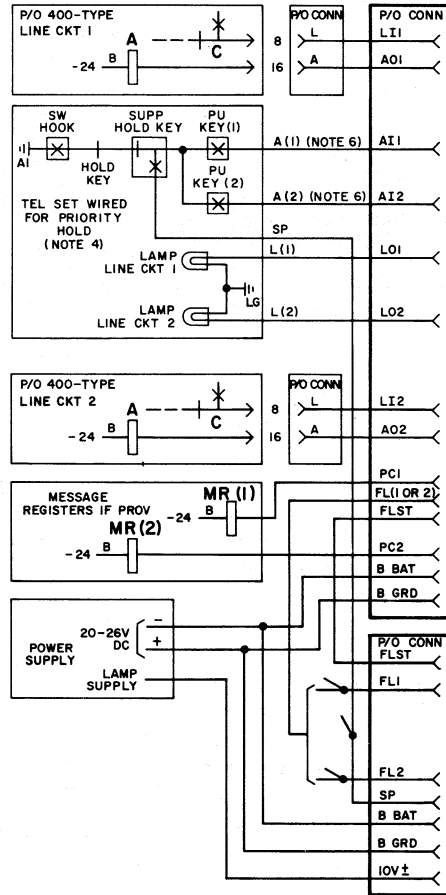 P/O 400-TYPE
LINE CKT 1
A
-24 B
C
P/O CONN
8 L
16 A
P/O CONN
LI1
AO1
SW
HOOK
SUPP
HOLD KEY
PU
KEY(1)
A1
HOLD
KEY
PU
KEY(2)
A(1) (NOTE 6)
AI1
A(2) (NOTE 6)
AI2
TEL SET WIRED
FOR PRIORITY
HOLD
(NOTE 4)
SP
LAMP
LINE CKT 1
L(1)
LO1
LG
LAMP
LINE CKT 2
L(2)
LO2
P/O 400-TYPE
LINE CKT 2
A
-24 B
C
P/O CONN
8 L
16 A
LI2
AO2
MESSAGE
REGISTERS IF PROV
MR(1)
-24 B
MR(2)
-24 B
PC1
FL(1 OR 2)
FLST
PC2
B BAT
B GRD
POWER
SUPPLY
20-26V
DC
-
+
LAMP
SUPPLY
P/O CONN
FLST
FL1
FL2
SP
B BAT
B GRD
10V±